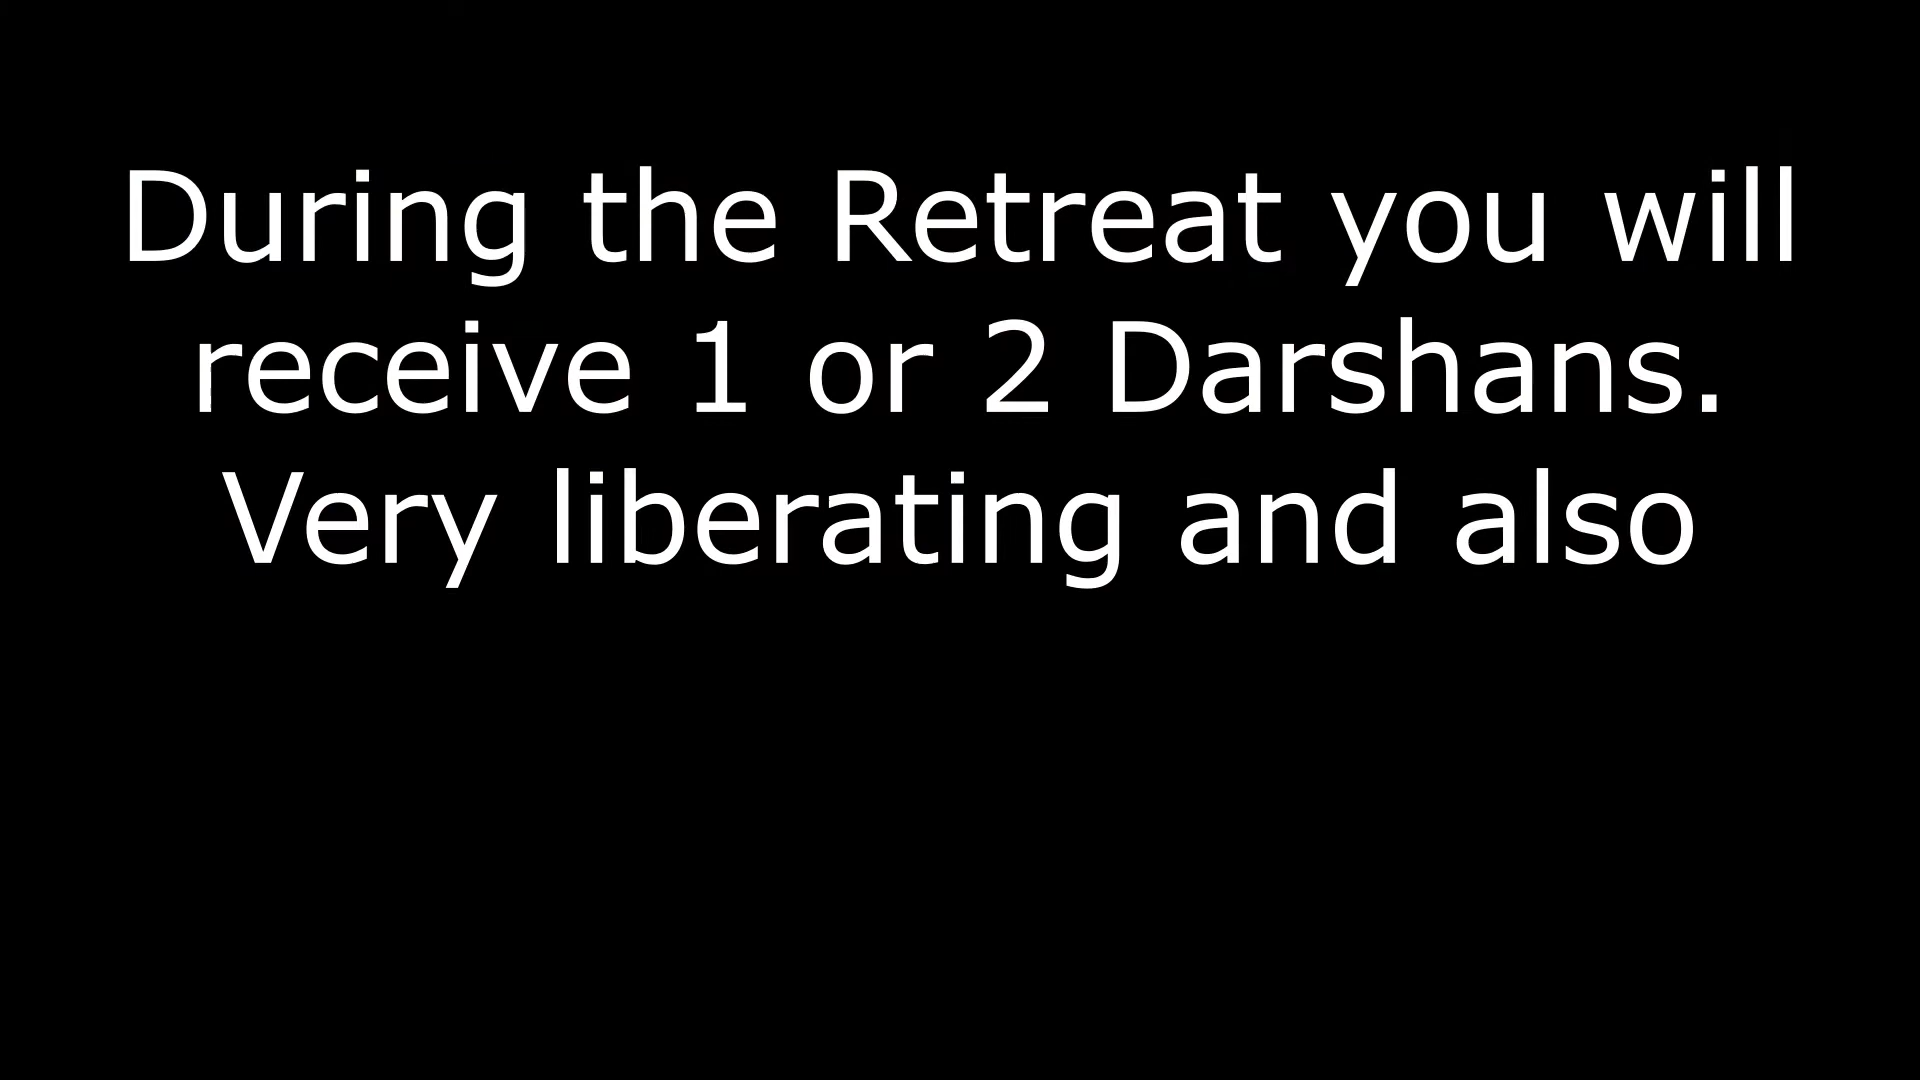 During the Retreat you will
receive 1 or 2 Darshans.
Very liberating and also